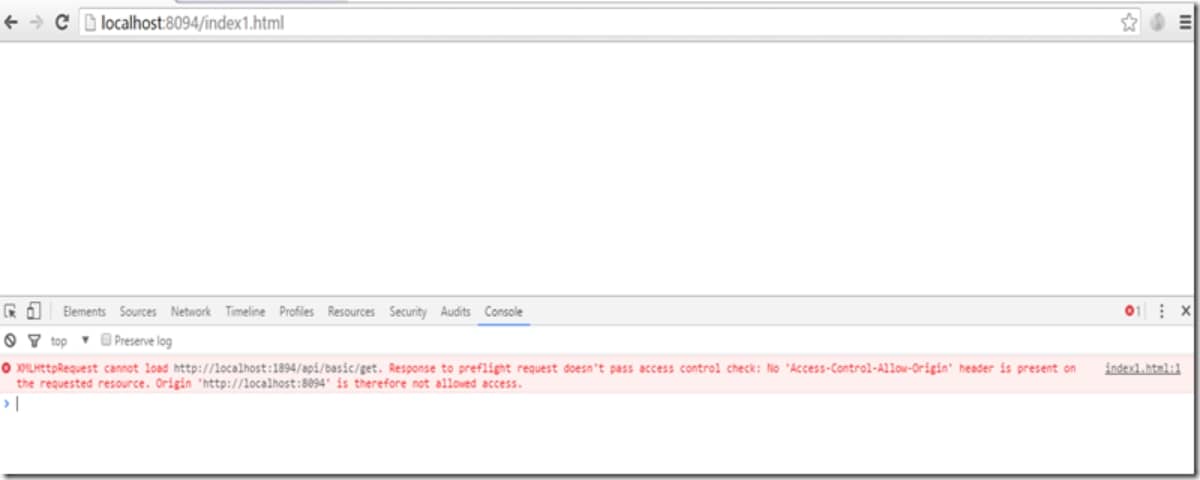 localhost:8094/index1.html
Elements Sources Network Timeline Profiles Resources Security Audits Console 1
top Preserve log
XMLHttpRequest cannot load http://localhost:1894/api/basic/get. Response to preflight request doesn't pass access control check: No 'Access-Control-Allow-Origin' header is present on index1.html:1
the requested resource. Origin 'http://localhost:8094' is therefore not allowed access.